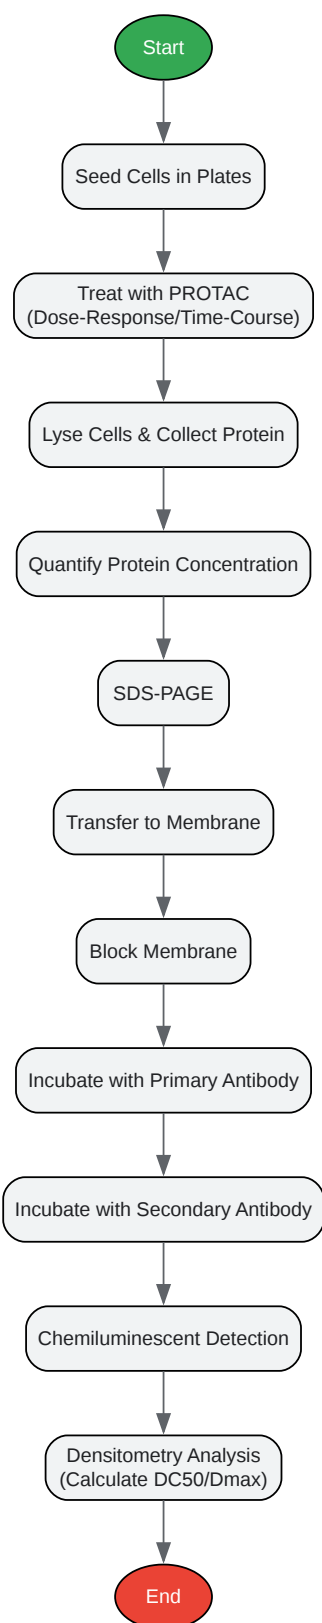 Start
Seed Cells in Plates
Treat with PROTAC
(Dose-Response/Time-Course)
Lyse Cells & Collect Protein
Quantify Protein Concentration
SDS-PAGE
Transfer to Membrane
Block Membrane
Incubate with Primary Antibody
Incubate with Secondary Antibody
Chemiluminescent Detection
Densitometry Analysis
(Calculate DC50/Dmax)
End